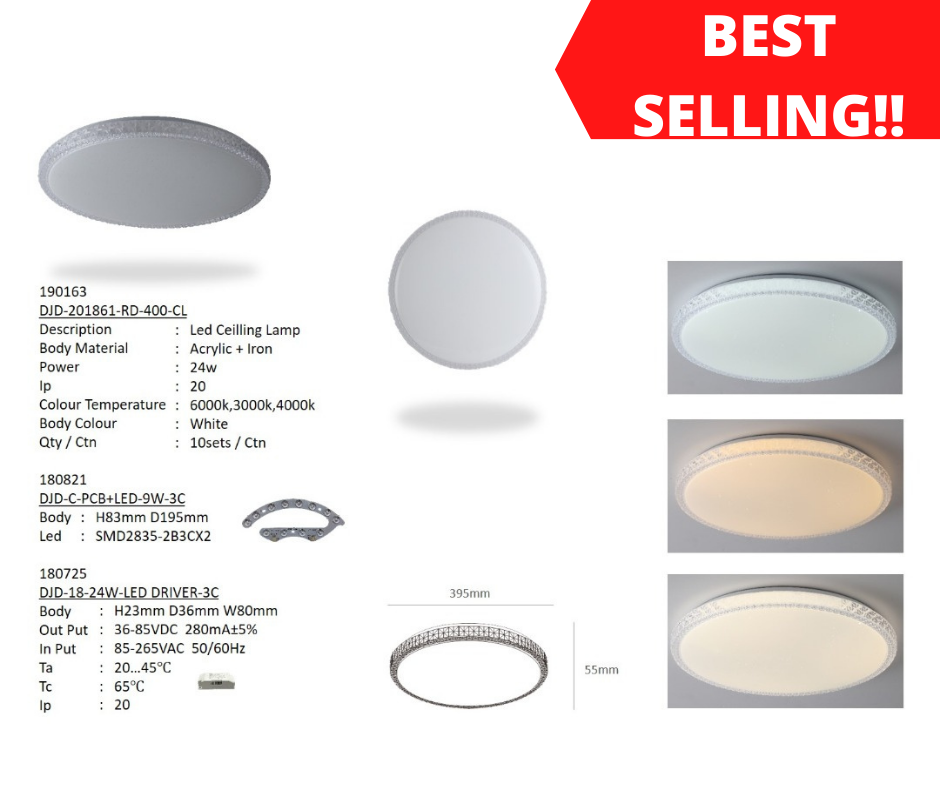 BEST
SELLING!!
190163
DJD-201861-RD-400-CL
Description : Led Ceilling Lamp
Body Material : Acrylic + Iron
Power : 24w
Ip : 20
Colour Temperature : 6000k,3000k,4000k
Body Colour : White
Qty / Ctn : 10sets / Ctn
180821
DJD-C-PCB+LED-9W-3C
Body : H83mm D195mm
Led : SMD2835-2B3CX2
180725
DJD-18-24W-LED DRIVER-3C
Body : H23mm D36mm W80mm
Out Put : 36-85VDC 280mA±5%
In Put : 85-265VAC 50/60Hz
Ta : 20...45℃
Tc : 65℃
Ip : 20
395mm
55mm